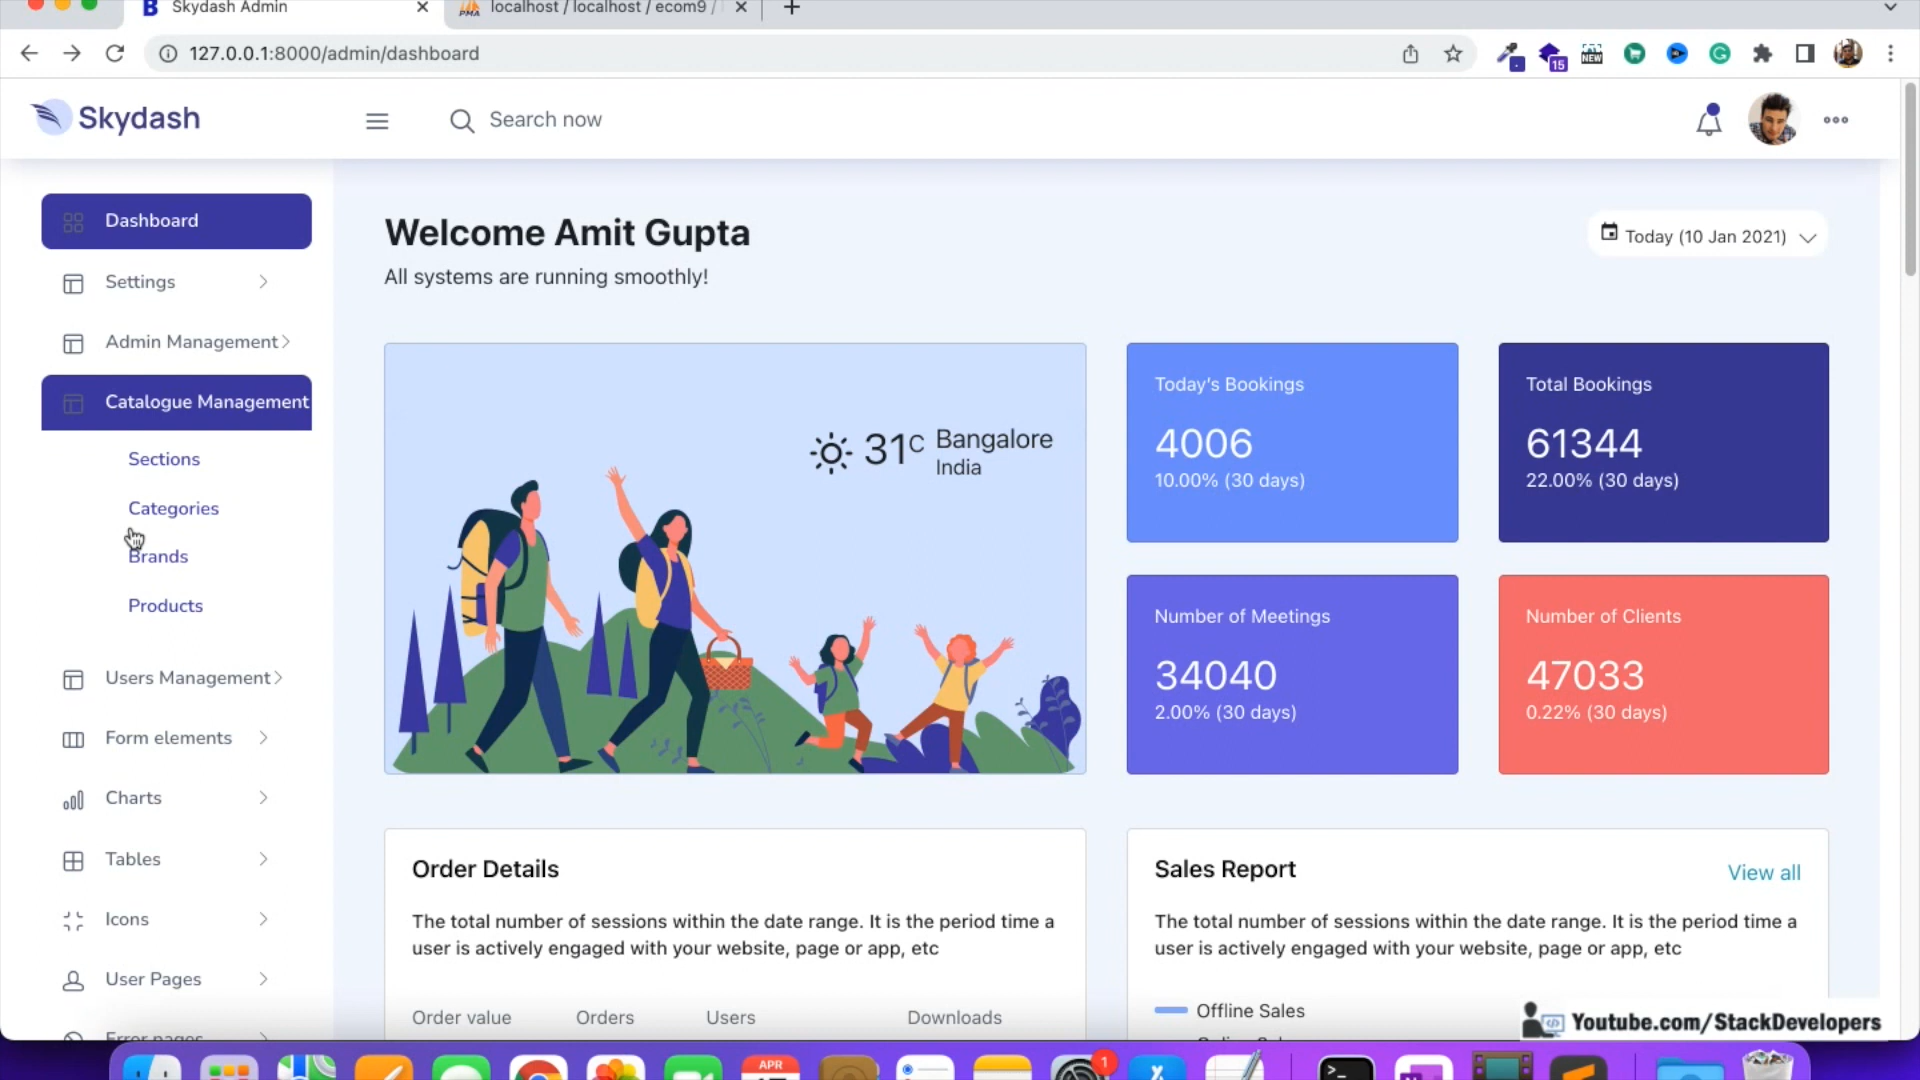 Skydash Admin
localhost / localhost / ecom9 /
127.0.0.1:8000/admin/dashboard
15
NEW
Skydash
Search now
Dashboard
Settings
Admin Management
Catalogue Management
Sections
Categories
Brands
Products
Users Management
Form elements
Charts
Tables
Icons
User Pages
Error pages
Welcome Amit Gupta
All systems are running smoothly!
Today (10 Jan 2021)
31C
Bangalore
India
Today's Bookings
4006
10.00% (30 days)
Total Bookings
61344
22.00% (30 days)
Number of Meetings
34040
2.00% (30 days)
Number of Clients
47033
0.22% (30 days)
Order Details
The total number of sessions within the date range. It is the period time a
user is actively engaged with your website, page or app, etc
Order value Orders Users Downloads
Sales Report
View all
The total number of sessions within the date range. It is the period time a
user is actively engaged with your website, page or app, etc
Offline Sales
Youtube.com/StackDevelopers
APR
1